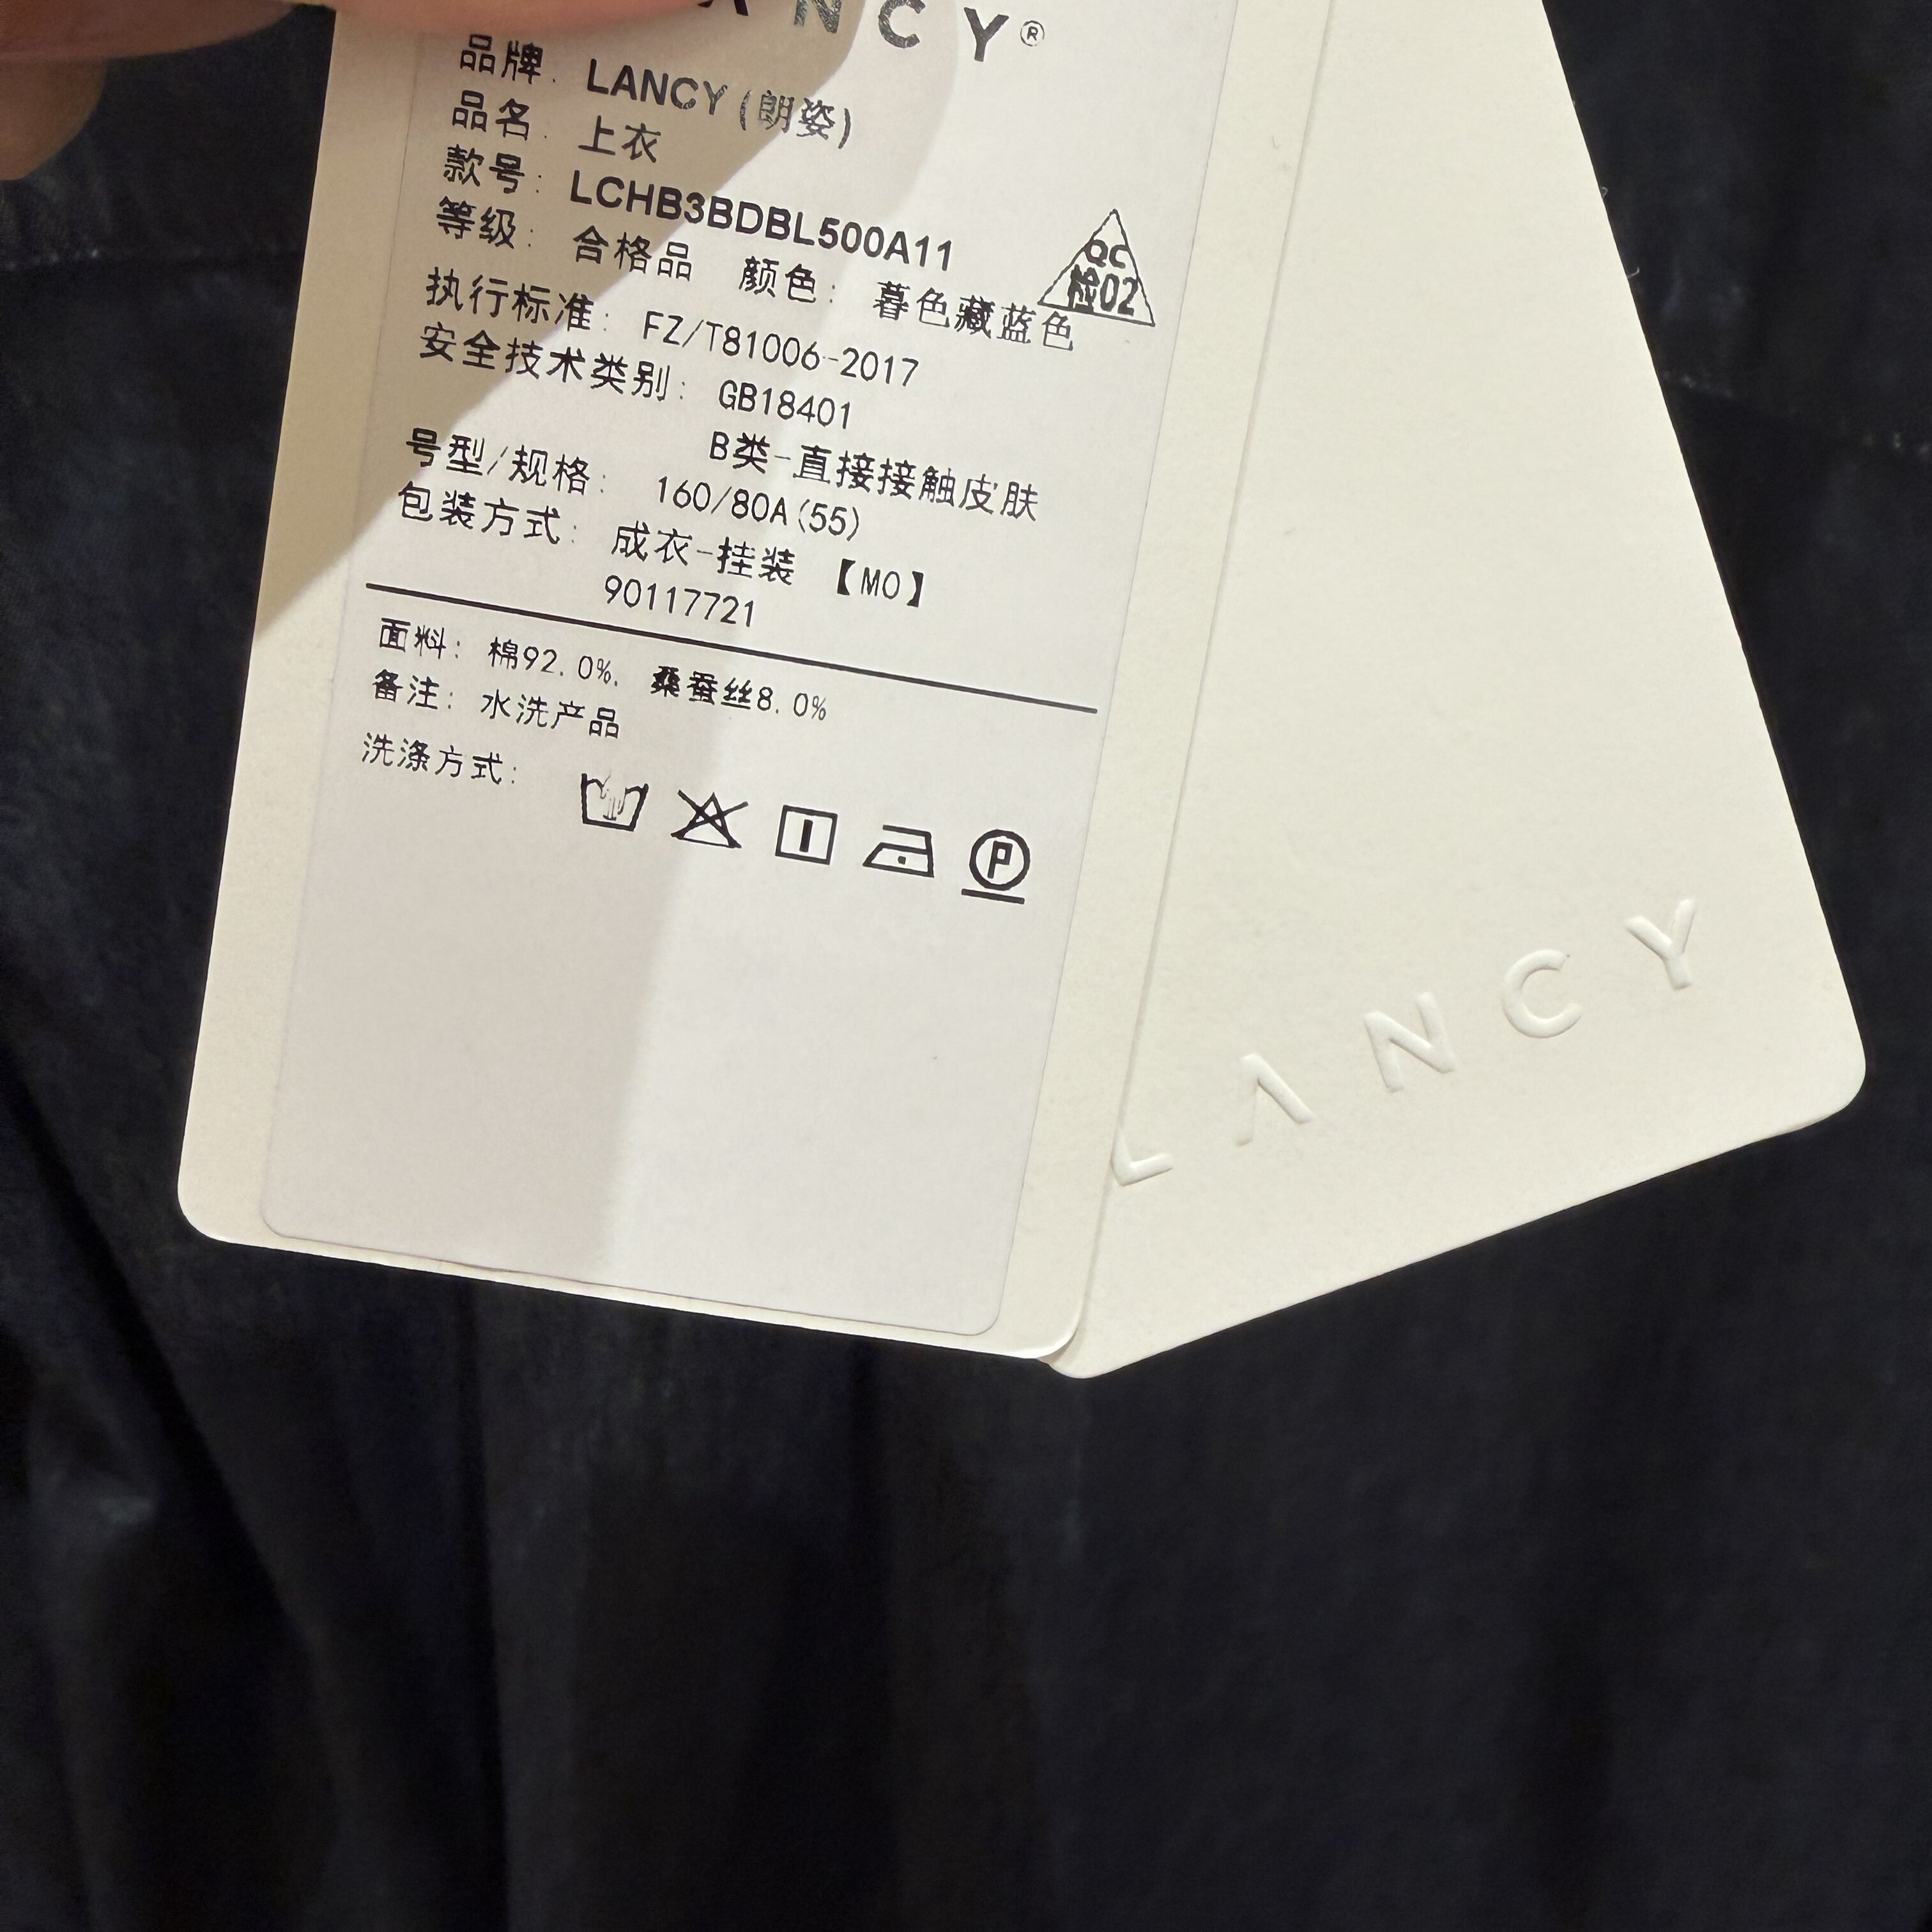 LANCY®
品牌: LANCY(朗姿)
品名: 上衣
款号: LCHB3BDBL500A11
等级: 合格品 颜色: 暮色藏蓝色
QC
检02
执行标准: FZ/T81006-2017
安全技术类别: GB18401
B类-直接接触皮肤
号型/规格: 160/80A(55)
包装方式: 成衣-挂装 【MO】
90117721
面料: 棉92.0%. 桑蚕丝8.0%
备注: 水洗产品
洗涤方式:
P
LANCY